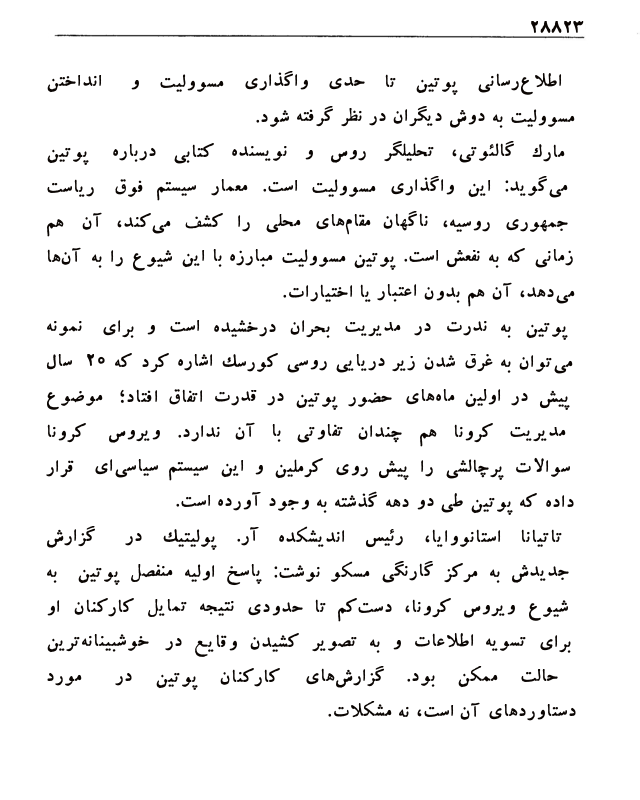 ۲۸۸۲۳
اطلاع‌رسانی پوتین تا حدی واگذاری مسوولیت و انداختن
مسوولیت به دوش دیگران در نظر گرفته شود.
مارك گالئوتی، تحلیلگر روس و نویسنده کتابی درباره پوتین
می‌گوید: این واگذاری مسوولیت است. معمار سیستم فوق ریاست
جمهوری روسیه، ناگهان مقام‌های محلی را کشف می‌کند، آن هم
زمانی که به نفعش است. پوتین مسوولیت مبارزه با این شیوع را به آن‌ها
می‌دهد، آن هم بدون اعتبار یا اختیارات.
پوتین به ندرت در مدیریت بحران درخشیده است و برای نمونه
می‌توان به غرق شدن زیر دریایی روسی کورسك اشاره کرد که ۲۰ سال
پیش در اولین ماه‌های حضور پوتین در قدرت اتفاق افتاد؛ موضوع
مدیریت کرونا هم چندان تفاوتی با آن ندارد. ویروس کرونا
سوالات پرچالشی را پیش روی کرملین و این سیستم سیاسی‌ای قرار
داده که پوتین طی دو دهه گذشته به وجود آورده است.
تاتیانا استانووایا، رئیس اندیشکده آر. پولیتیك در گزارش
جدیدش به مرکز گارنگی مسکو نوشت: پاسخ اولیه منفصل پوتین به
شیوع ویروس کرونا، دست‌کم تا حدودی نتیجه تمایل کارکنان او
برای تسویه اطلاعات و به تصویر کشیدن وقایع در خوشبینانه‌ترین
حالت ممکن بود. گزارش‌های کارکنان پوتین در مورد
دستاوردهای آن است، نه مشکلات.